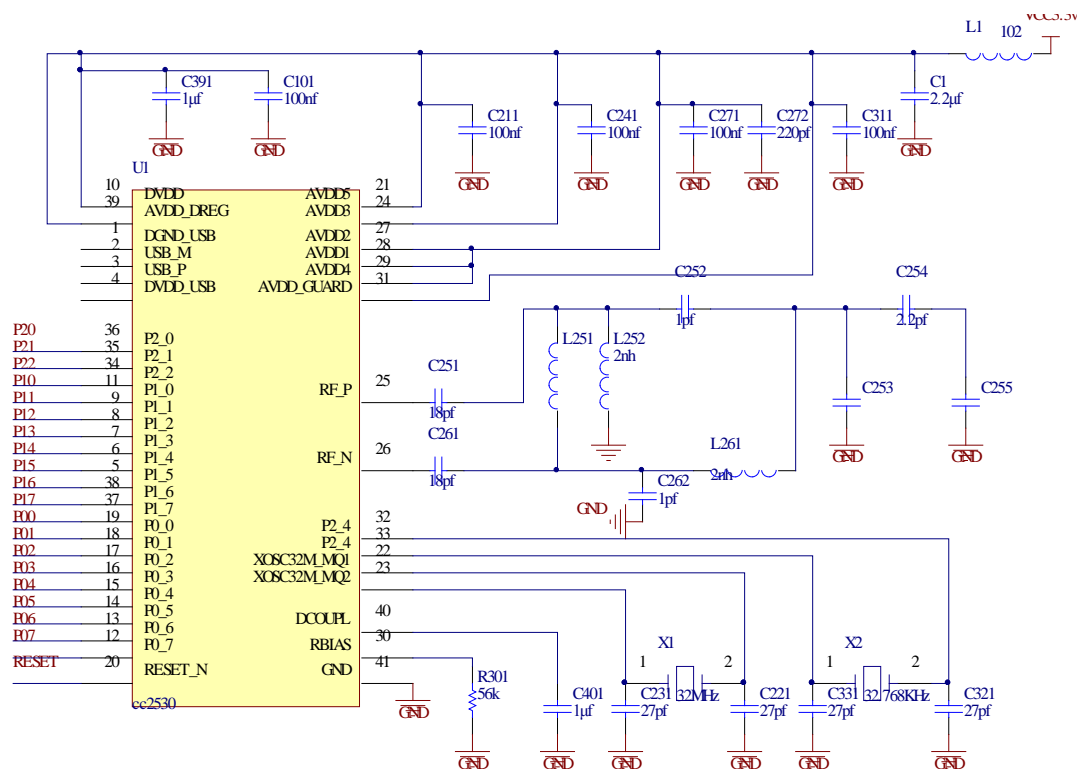 VCC3.3V
L1 102
C391 1μf
C101 100nf
C211 100nf
C241 100nf
C271 100nf
C272 220pf
C311 100nf
C1 2.2μf
GND GND GND GND GND GND GND
U1
10 DVDD AVDD5 21
39 AVDD_DREG AVDD3 24
1 DGND_USB AVDD2 27
2 USB_M AVDD1 28
3 USB_P AVDD4 29
4 DVDD_USB AVDD_GUARD 31
C252 1pf
C254 2.2pf
L251
L252 2nh
C251 18pf
C253
C255
P20 36 P2_0
P21 35 P2_1
P22 34 P2_2
P10 11 P1_0
P11 9 P1_1
P12 8 P1_2
P13 7 P1_3
P14 6 P1_4
P15 5 P1_5
P16 38 P1_6
P17 37 P1_7
P00 19 P0_0
P01 18 P0_1
P02 17 P0_2
P03 16 P0_3
P04 15 P0_4
P05 14 P0_5
P06 13 P0_6
P07 12 P0_7
RESET 20 RESET_N
RF_P 25
RF_N 26
C261 18pf
L261 2nh
C262 1pf
GND
GND GND
P2_4 32
P2_4 33
XOSC32M_MQ1 22
XOSC32M_MQ2 23
DCOUPL 40
RBIAS 30
GND 41
cc2530
GND
R301 56k
C401 1μf
X1
1 2
32MHz
C231 27pf
C221 27pf
X2
1 2
32.768KHz
C331 27pf
C321 27pf
GND GND GND GND GND GND